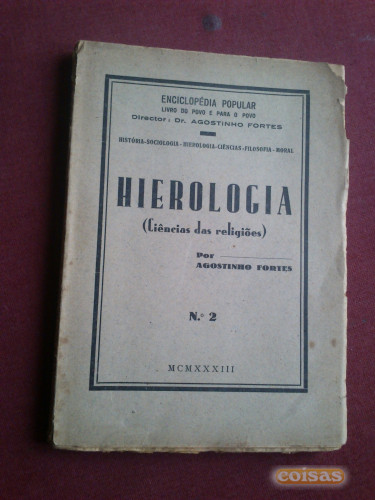 ENCICLOPÉDIA POPULAR
LIVRO DO POVO E PARA O POVO
Director: Dr. AGOSTINHO FORTES
HISTÓRIA-SOCIOLOGIA-HIEROLOGIA-CIÊNCIAS-FILOSOFIA-MORAL
HIEROLOGIA
(Ciências das religiões)
Por
AGOSTINHO FORTES
N.º 2
MCMXXXIII
coisas